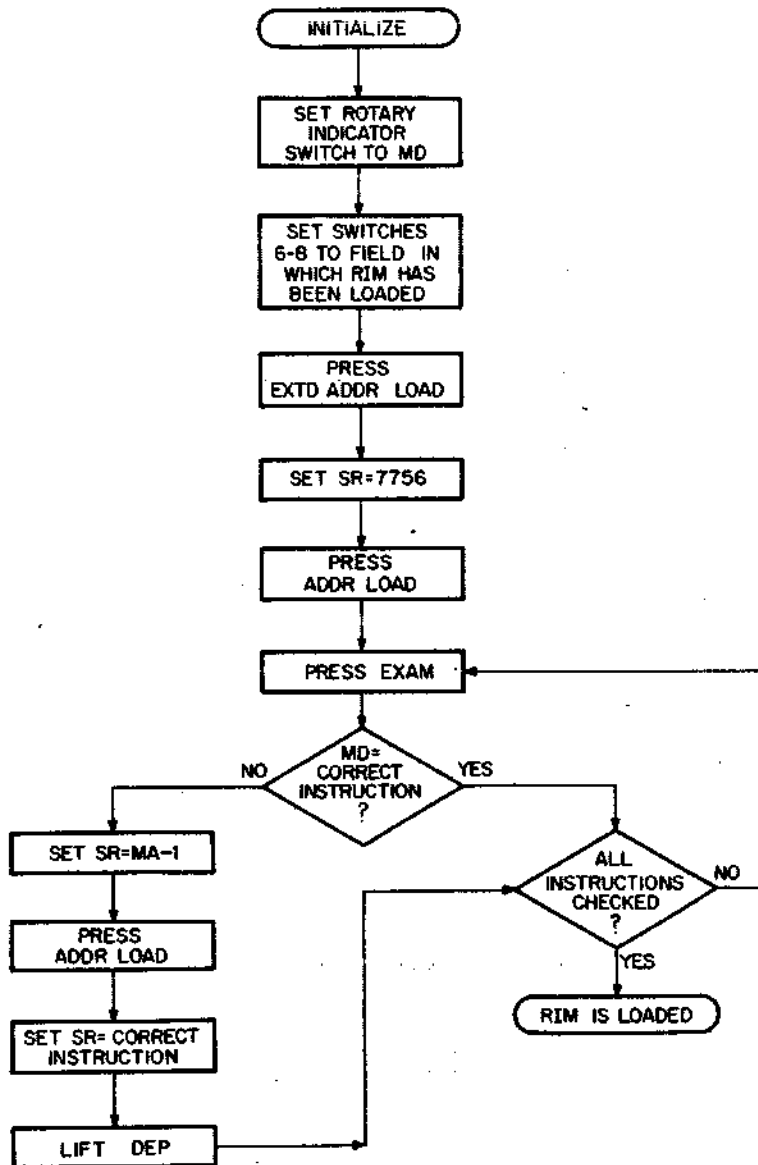 INITIALIZE
SET ROTARY
INDICATOR
SWITCH TO MD
SET SWITCHES
6-8 TO FIELD IN
WHICH RIM HAS
BEEN LOADED
PRESS
EXTD ADDR LOAD
SET SR=7756
PRESS
ADDR LOAD
PRESS EXAM
MD=
CORRECT
INSTRUCTION
?
NO
YES
SET SR=MA-1
PRESS
ADDR LOAD
SET SR= CORRECT
INSTRUCTION
LIFT DEP
ALL
INSTRUCTIONS
CHECKED
?
NO
YES
RIM IS LOADED